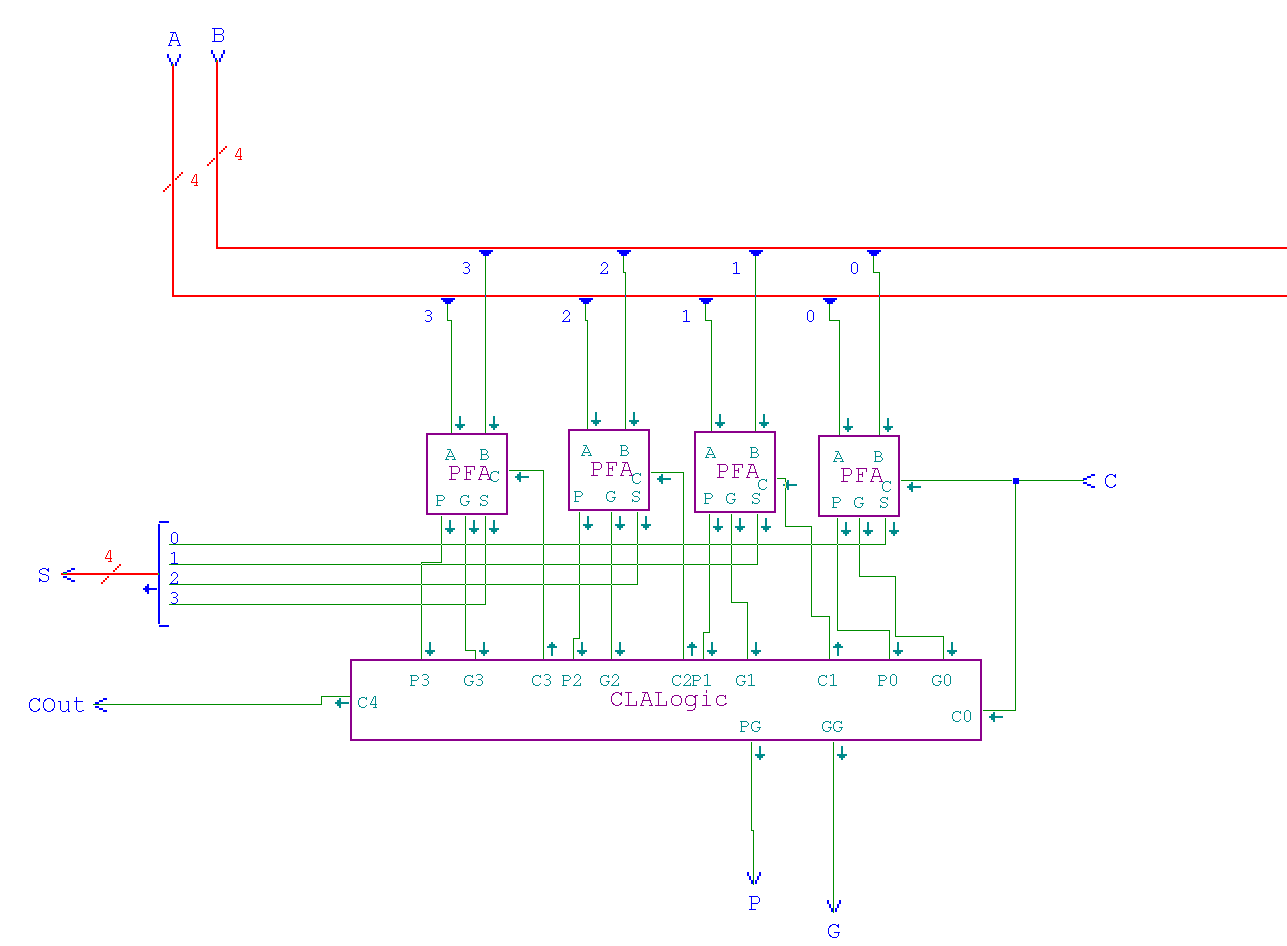 A B
4
4
3 2 1 0
3 2 1 0
A B A B A B A B
PFA C PFA C PFA C PFA C
P G S P G S P G S P G S
C
0
1
2
3
4
S
P3 G3 C3 P2 G2 C2 P1 G1 C1 P0 G0
CLALogic
COut C4
C0
PG GG
P
G